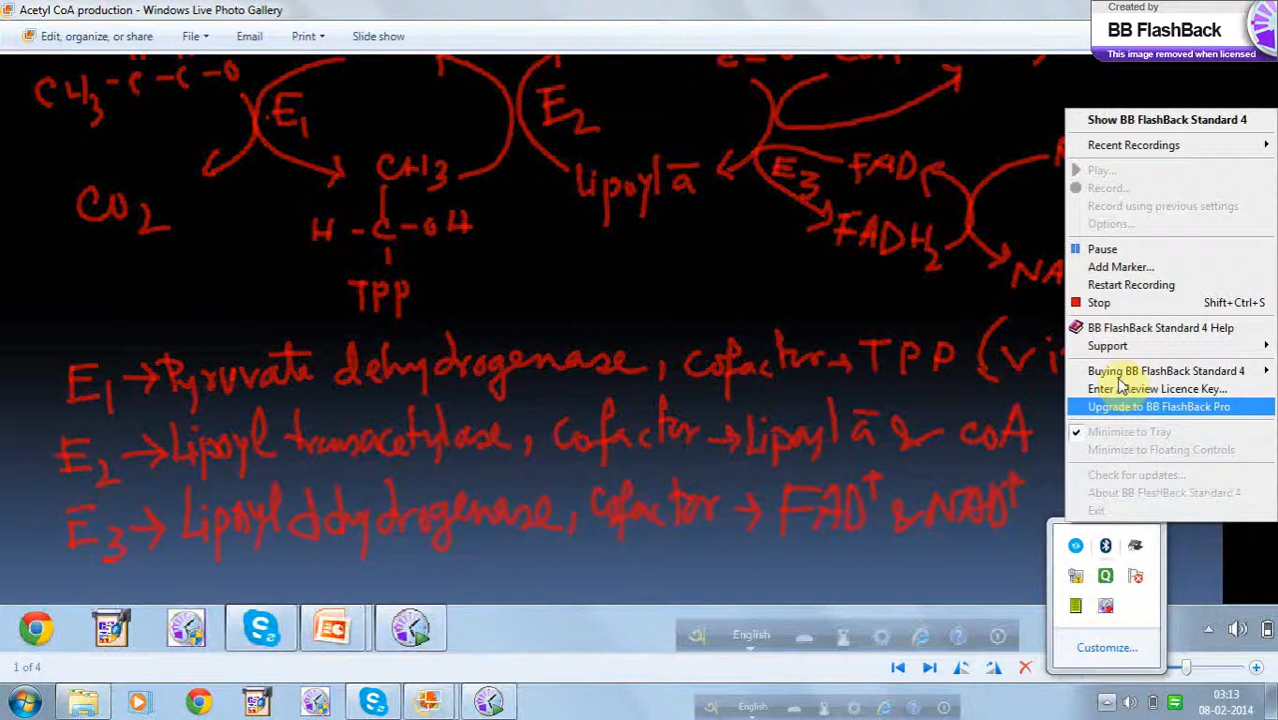 Acetyl CoA production - Windows Live Photo Gallery
Created by
BB FlashBack
This image removed when licensed
Edit, organize, or share File Email Print Slide show
CH3-C-C-O
E1
E2
CO2
CH3
H-C-OH
TPP
Lipoyl a
E3
FAD
FADH2
NA
E1 → Pyruvate dehydrogenase, cofactor → TPP (Vi
E2 → Lipoyl transacetylase, cofactor → Lipoyl a & CoA
E3 → Lipoyl ddhydrogenase, cofactor → FAD+ & NAD+
Show BB FlashBack Standard 4
Recent Recordings
Play...
Record...
Record using previous settings
Options...
Pause
Add Marker...
Restart Recording
Stop Shift+Ctrl+S
BB FlashBack Standard 4 Help
Support
Buying BB FlashBack Standard 4
Enter Review Licence Key...
Upgrade to BB FlashBack Pro
Minimize to Tray
Minimize to Floating Controls
Check for updates...
About BB FlashBack Standard 4
Exit
Customize...
English
1 of 4
English
03:13
08-02-2014